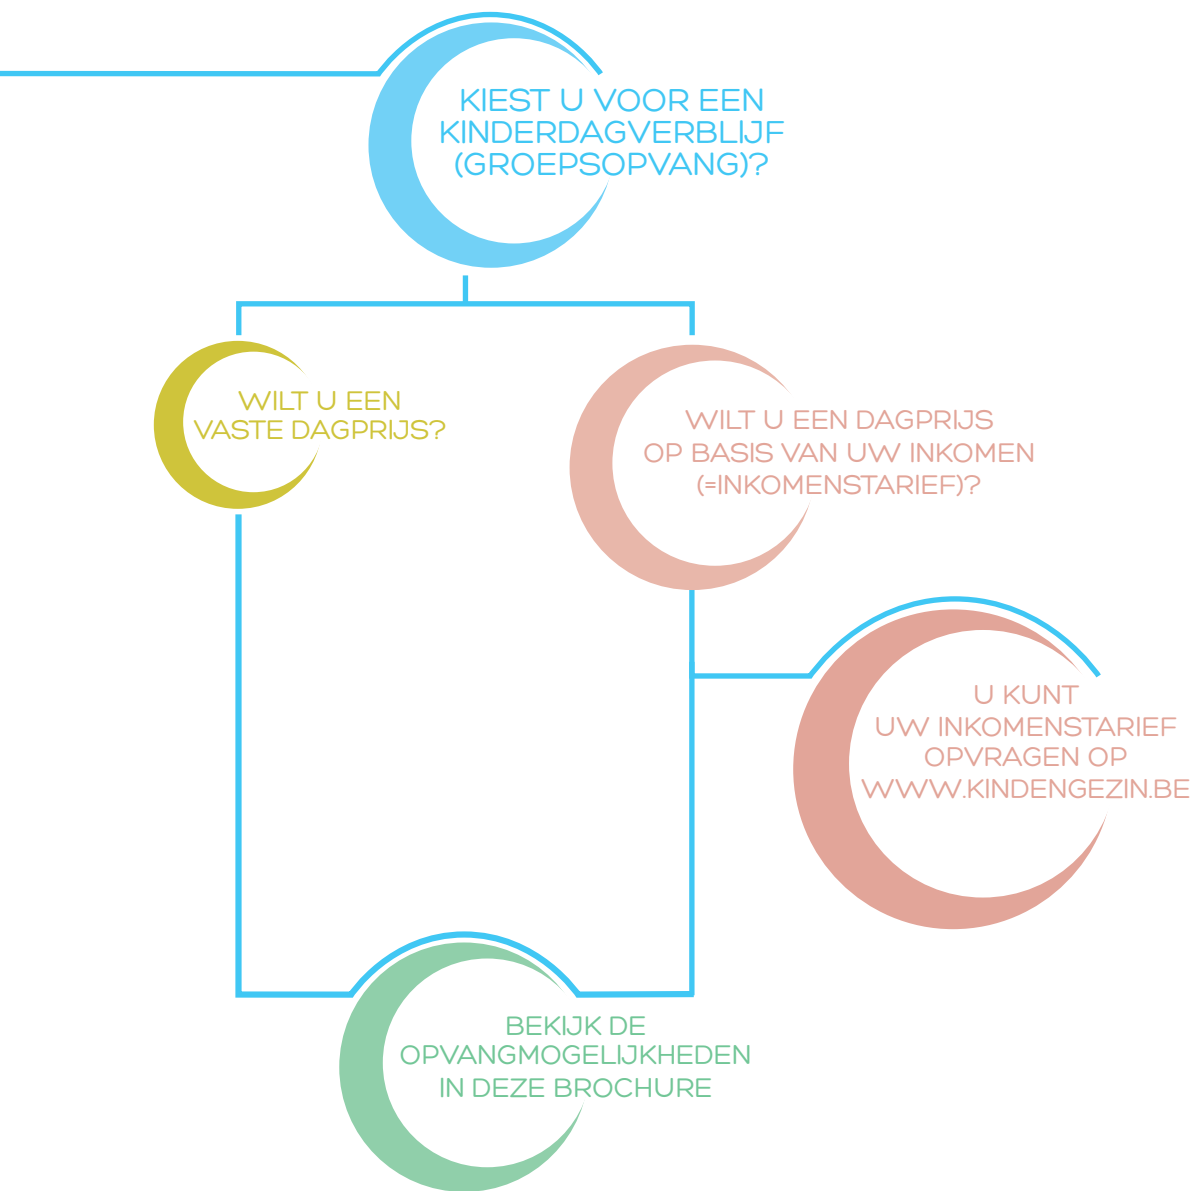 KIEST U VOOR EEN
KINDERDAGVERBLIJF
(GROEPSOPVANG)?
WILT U EEN
VASTE DAGPRIJS?
WILT U EEN DAGPRIJS
OP BASIS VAN UW INKOMEN
(=INKOMENSTARIEF)?
U KUNT
UW INKOMENSTARIEF
OPVRAGEN OP
WWW.KINDENGEZIN.BE
BEKIJK DE
OPVANGMOGELIJKHEDEN
IN DEZE BROCHURE